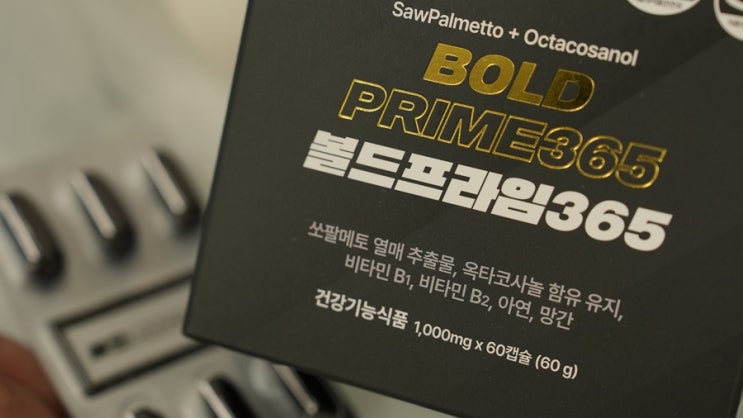 SawPalmetto + Octacosanol
BOLD
PRIME365
볼드프라임365
쏘팔메토 열매 추출물, 옥타코사놀 함유 유지,
비타민 B1, 비타민 B2, 아연, 망간
건강기능식품 1,000mg x 60캡슐 (60 g)